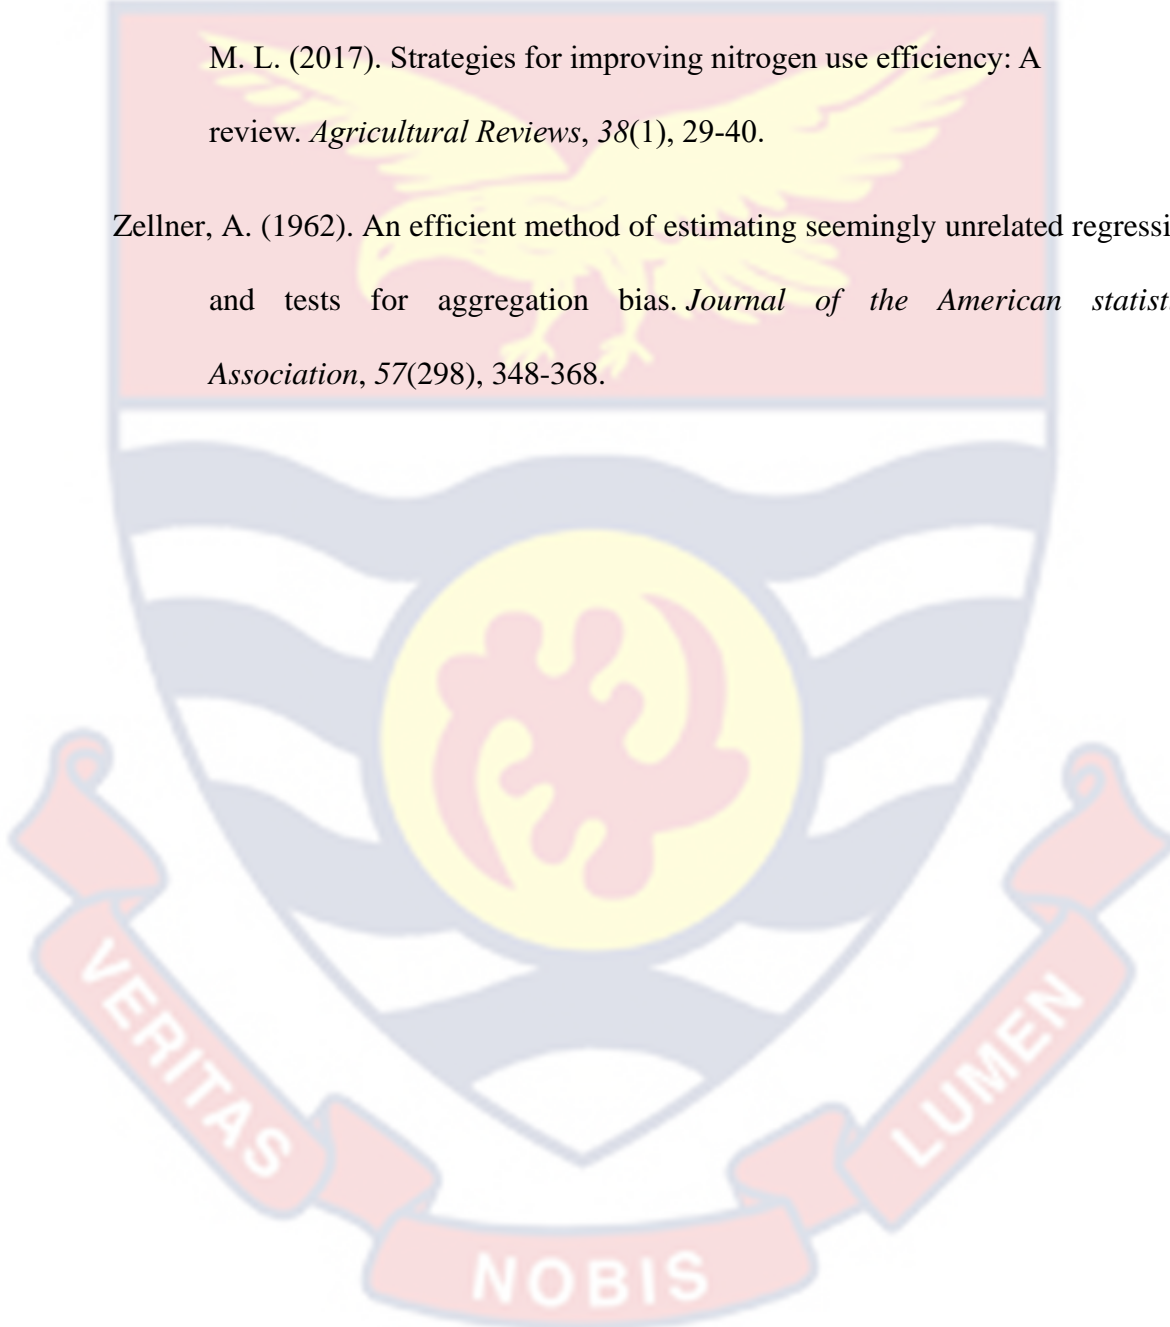 M. L. (2017). Strategies for improving nitrogen use efficiency: A
review. Agricultural Reviews, 38(1), 29-40.
Zellner, A. (1962). An efficient method of estimating seemingly unrelated
and tests for aggregation bias. Journal of the American
Association, 57(298), 348-368.
VERITAS
NOBIS
LUMEN